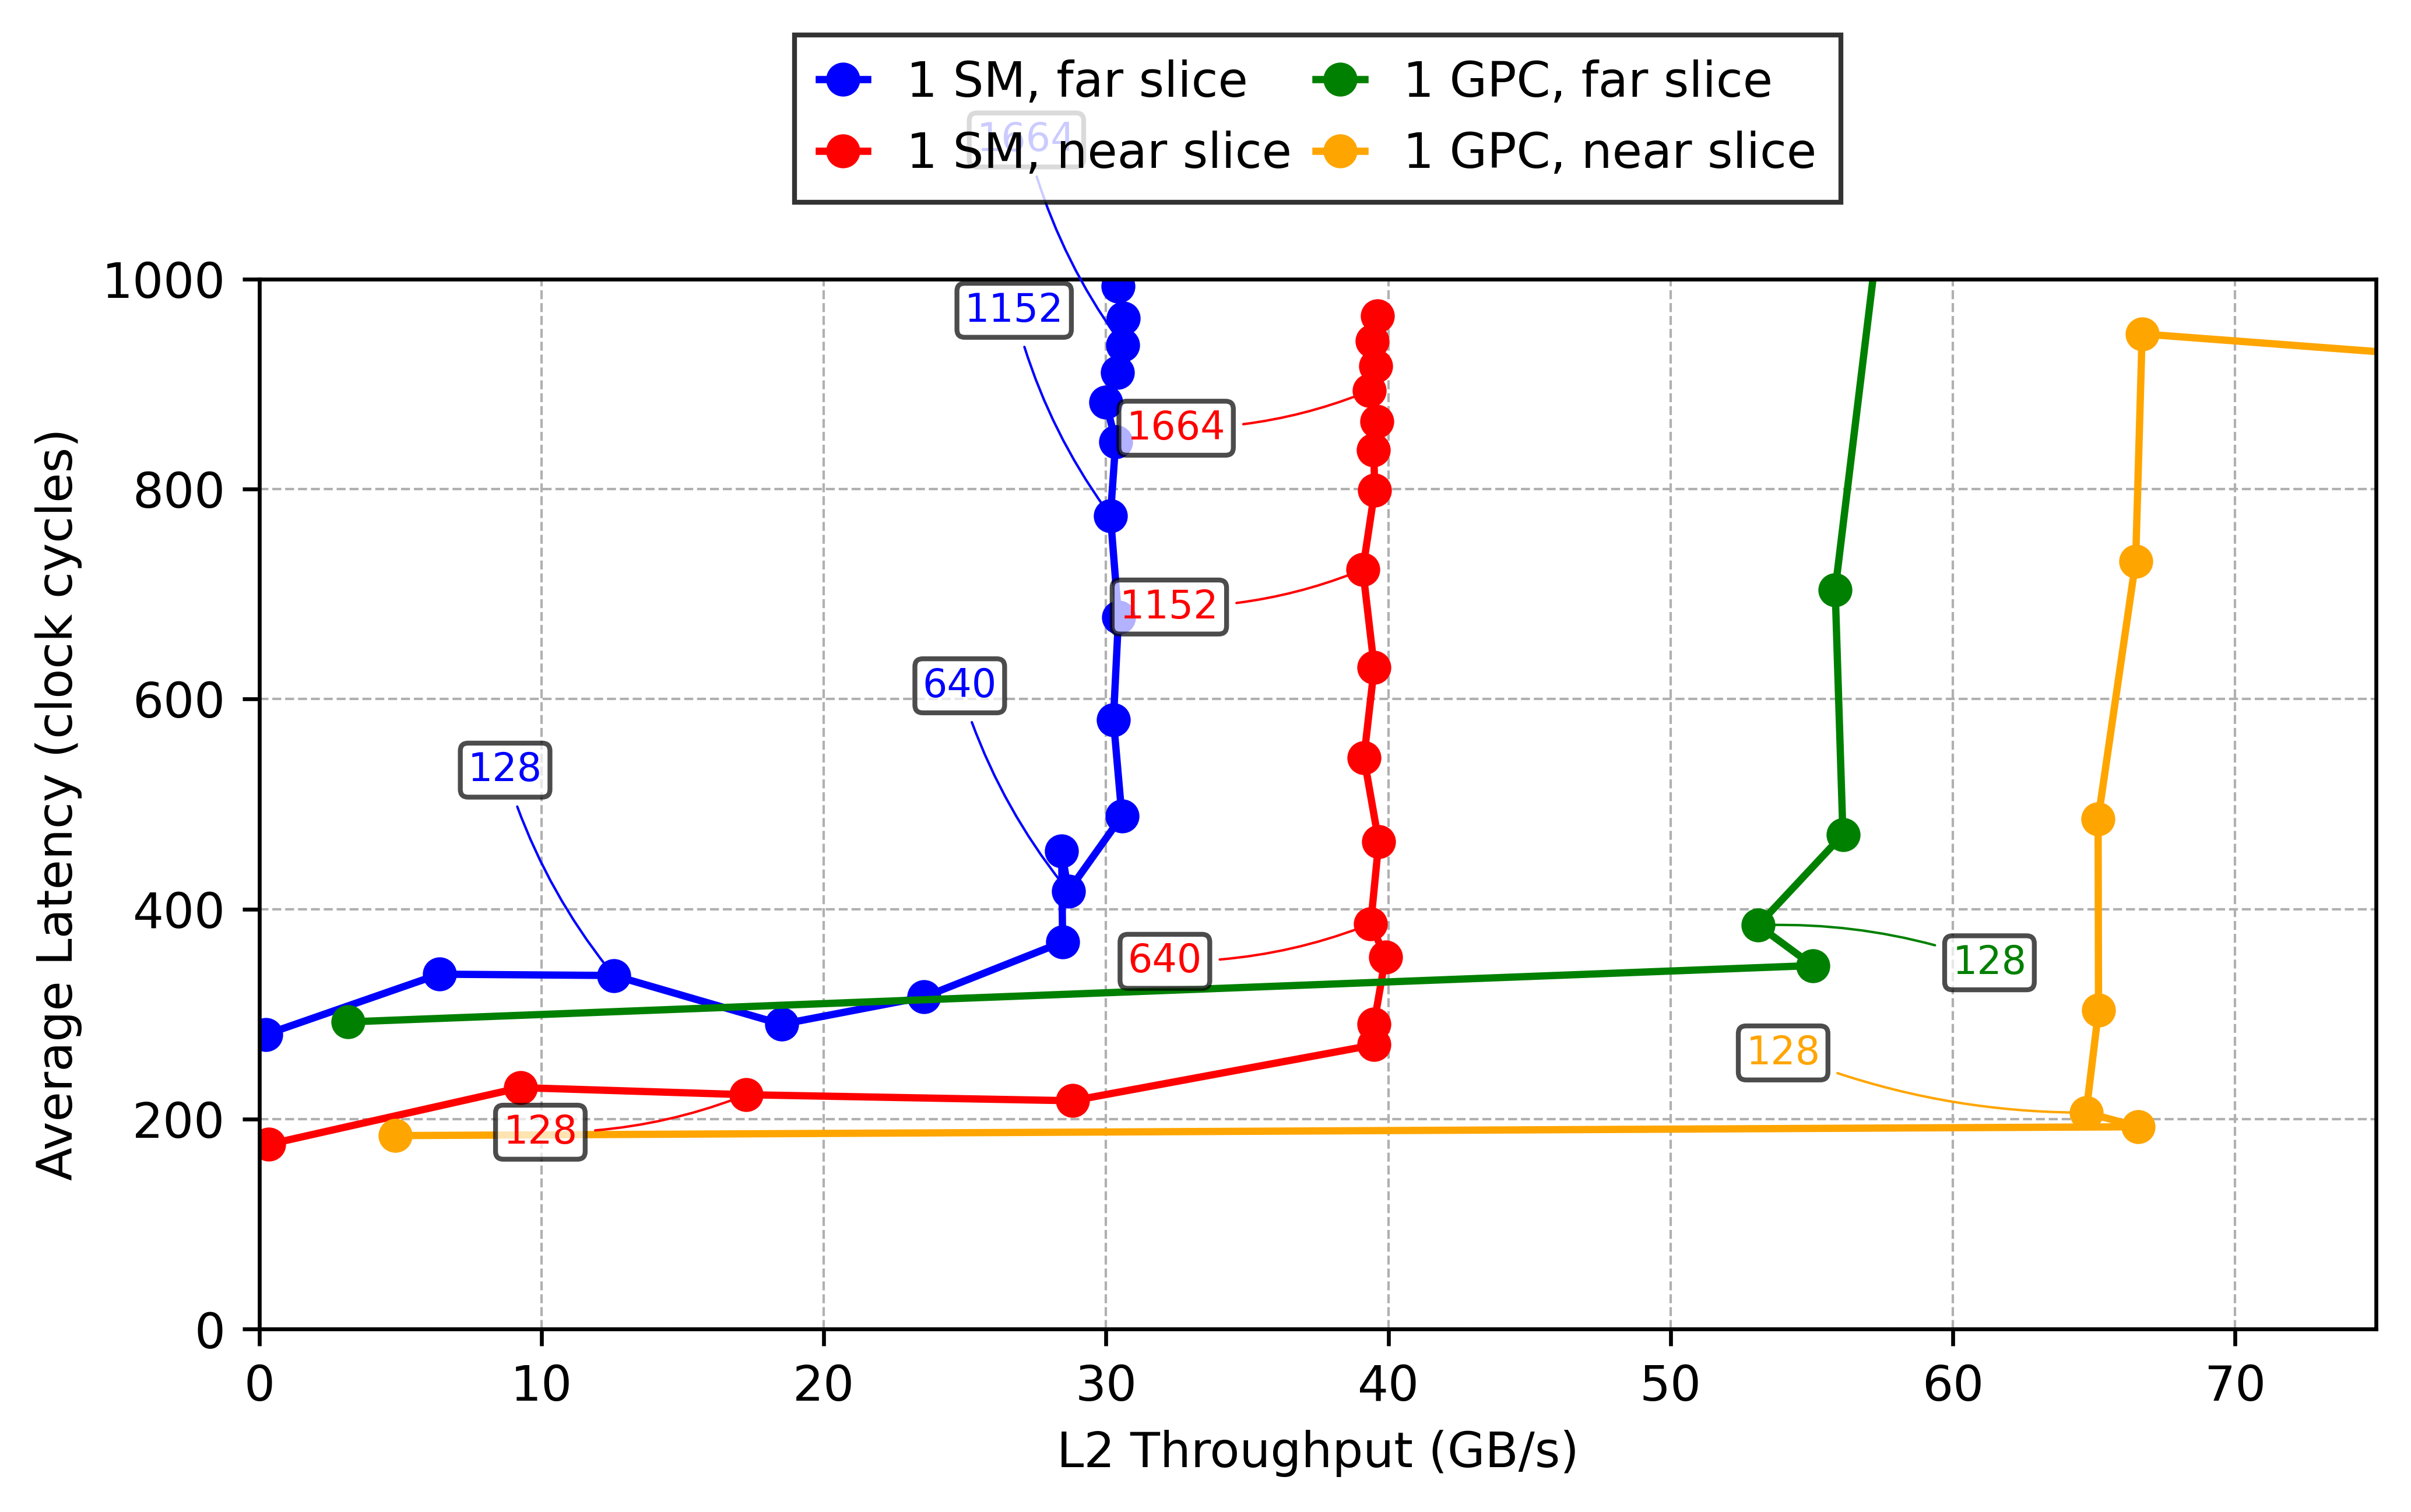 1 SM, far slice
1 SM, near slice
1 GPC, far slice
1 GPC, near slice
1664
1152
1664
1152
640
128
640
128
128
128
1000
800
600
400
200
0
Average Latency (clock cycles)
0 10 20 30 40 50 60 70
L2 Throughput (GB/s)